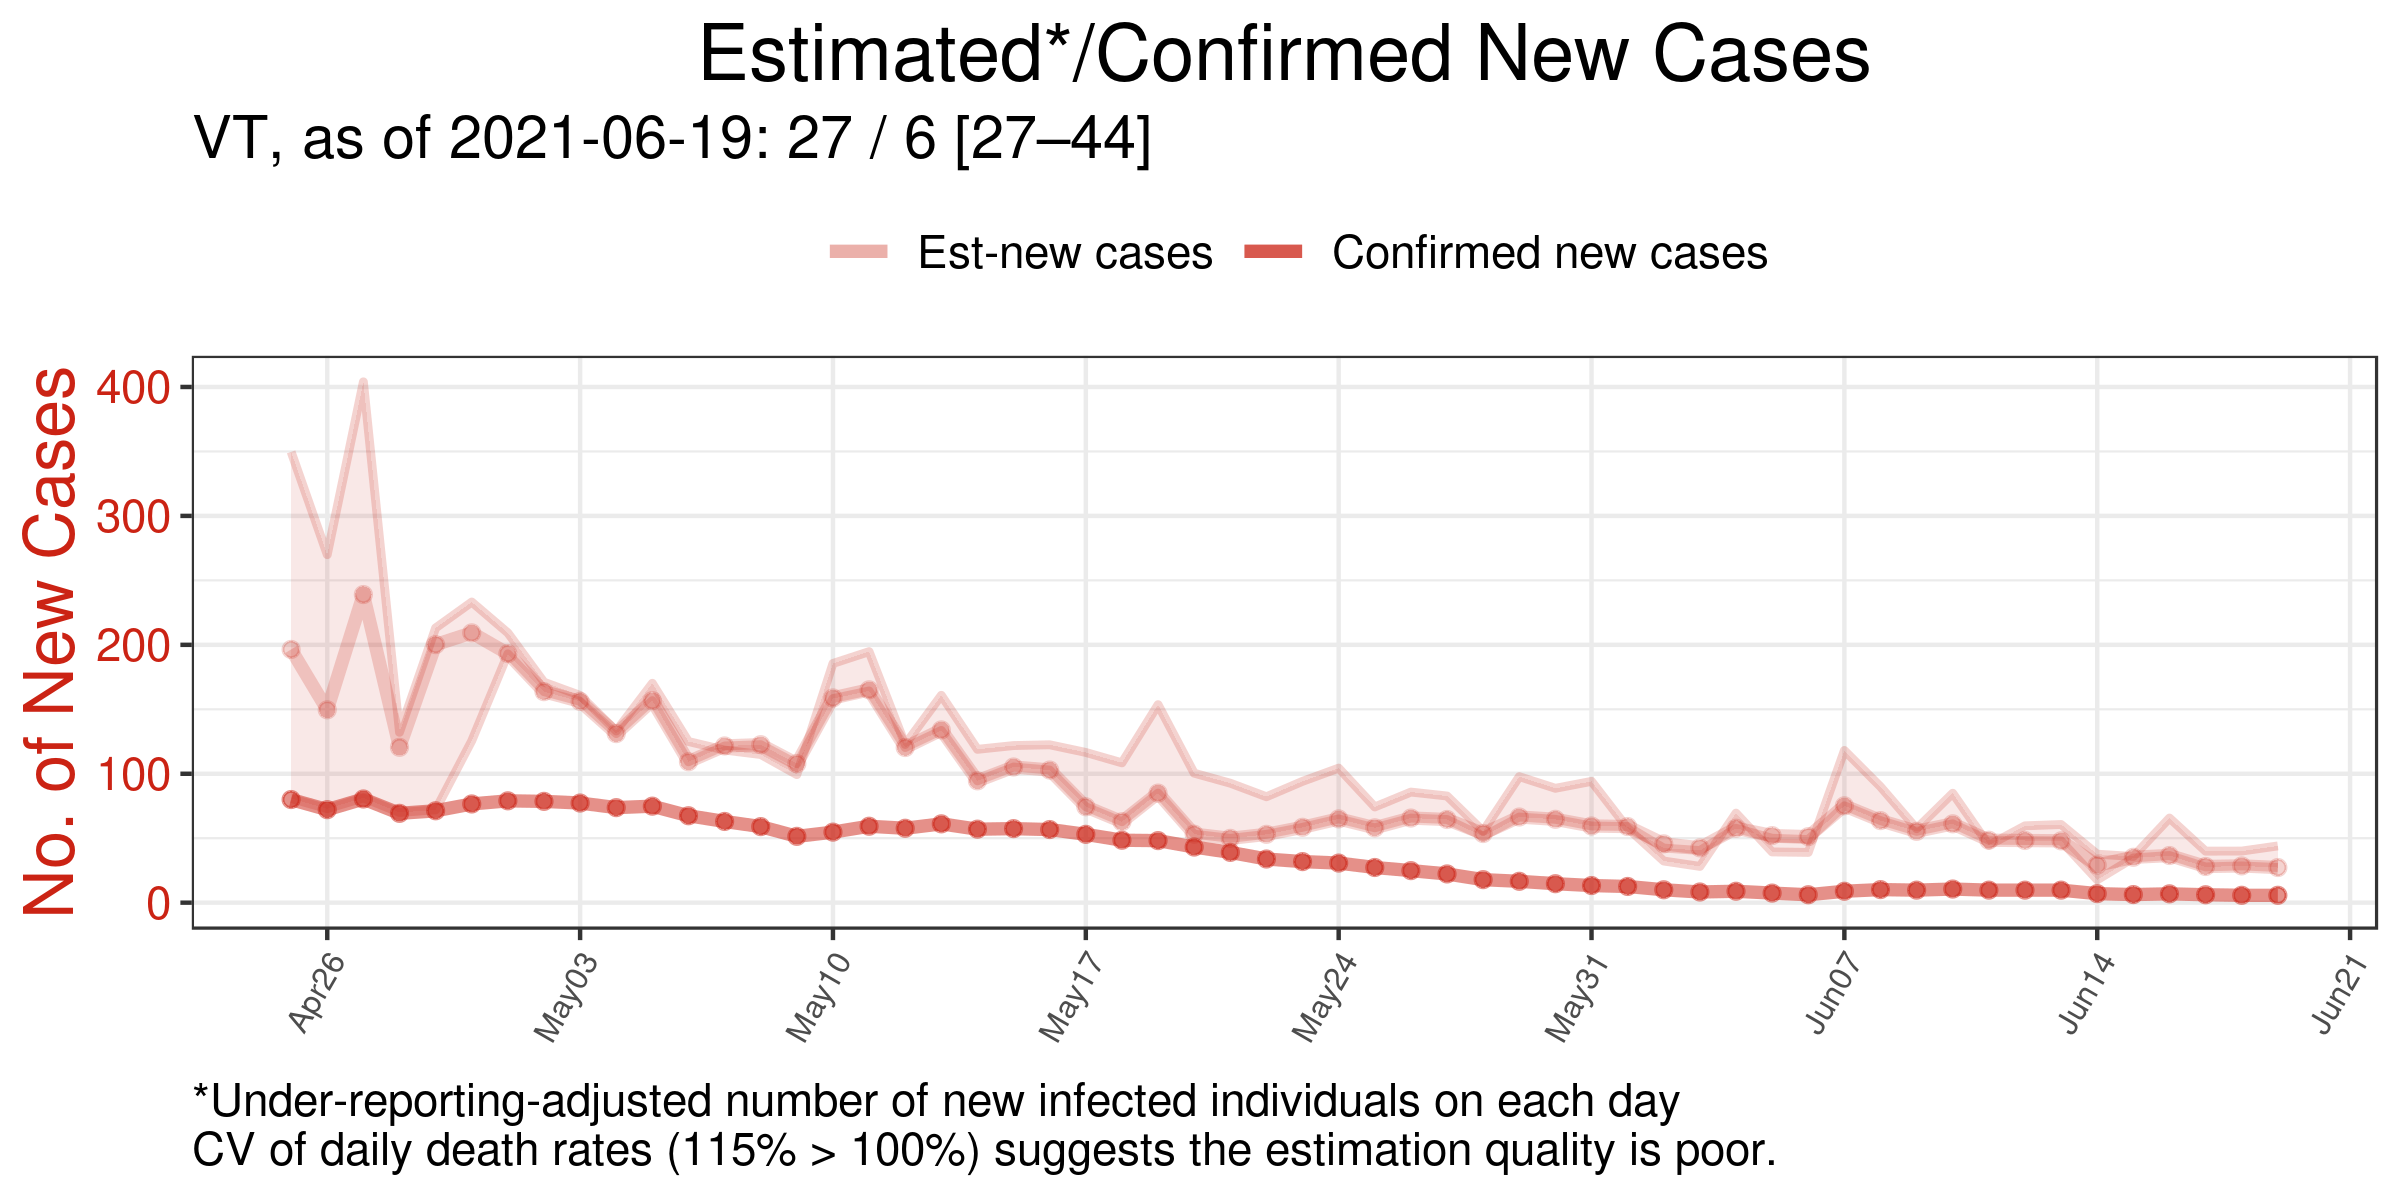 Estimated*/Confirmed New Cases
VT, as of 2021-06-19: 27 / 6 [27–44]
Est-new cases
Confirmed new cases
No. of New Cases
400
300
200
100
0
Apr26
May03
May10
May17
May24
May31
Jun07
Jun14
Jun21
*Under-reporting-adjusted number of new infected individuals on each day
CV of daily death rates (115% > 100%) suggests the estimation quality is poor.